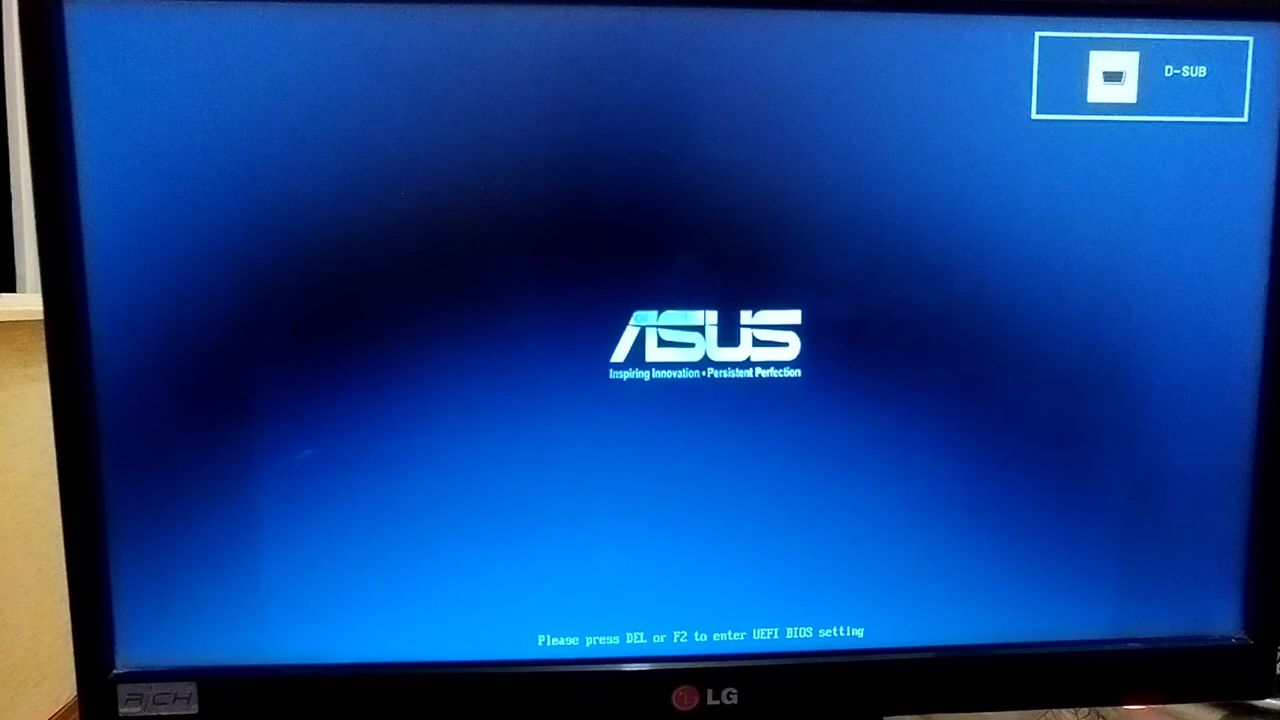 D-SUB
ASUS
Inspiring Innovation • Persistent Perfection
Please press DEL or F2 to enter UEFI BIOS setting
LG